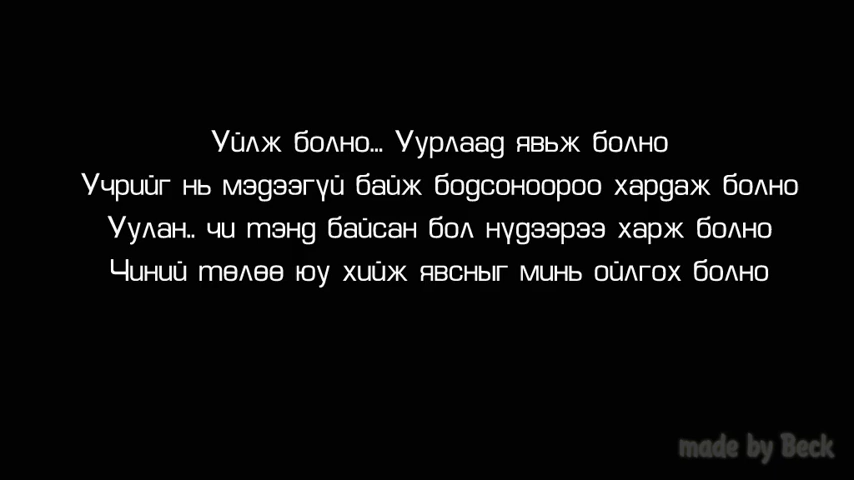 Уйлж болно... Уурлаад явьж болно
Учрийг нь мэдээгүй байж бодсоноороо хардаж болно
Уулан.. чи тэнд байсан бол нүдээрээ харж болно
Чиний төлөө юу хийж явсныг минь ойлгох болно
made by Beck